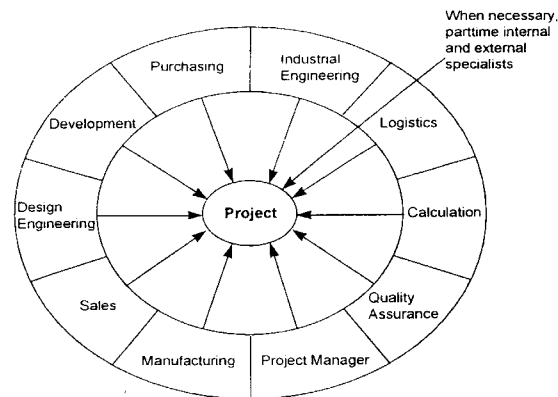 When necessary,
parttime internal
and external
specialists
Purchasing
Industrial
Engineering
Development
Logistics
Design
Engineering
Project
Calculation
Sales
Quality
Assurance
Manufacturing
Project Manager